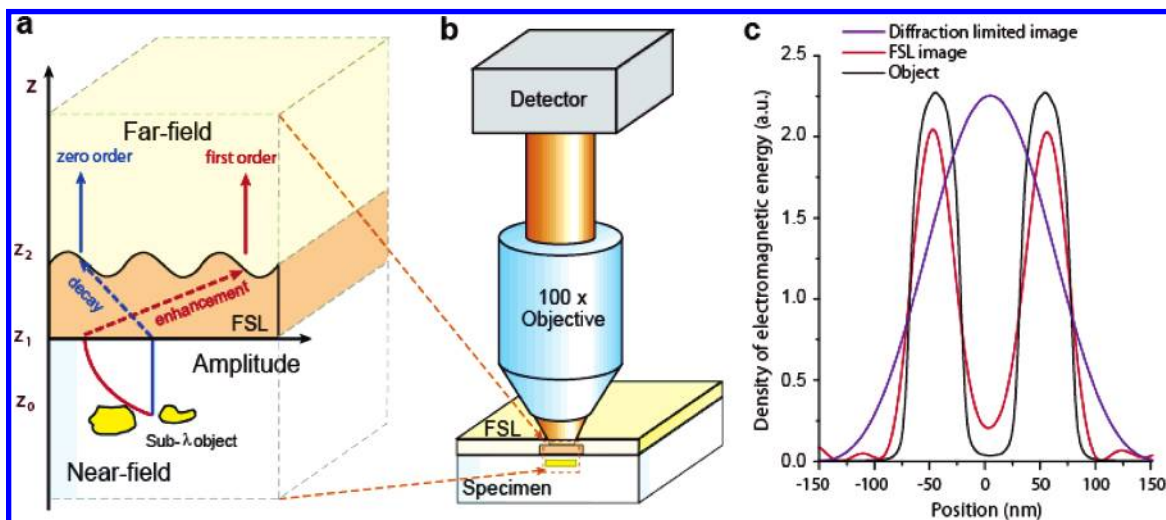 a
z
Far-field
zero order
first order
z2
decay
enhancement
FSL
z1
Amplitude
z0
Sub-λ object
Near-field
b
Detector
100 x
Objective
FSL
Specimen
c
Diffraction limited image
FSL image
Object
Density of electromagnetic energy (a.u.)
2.5
2.0
1.5
1.0
0.5
0.0
-150
-100
-50
0
50
100
150
Position (nm)